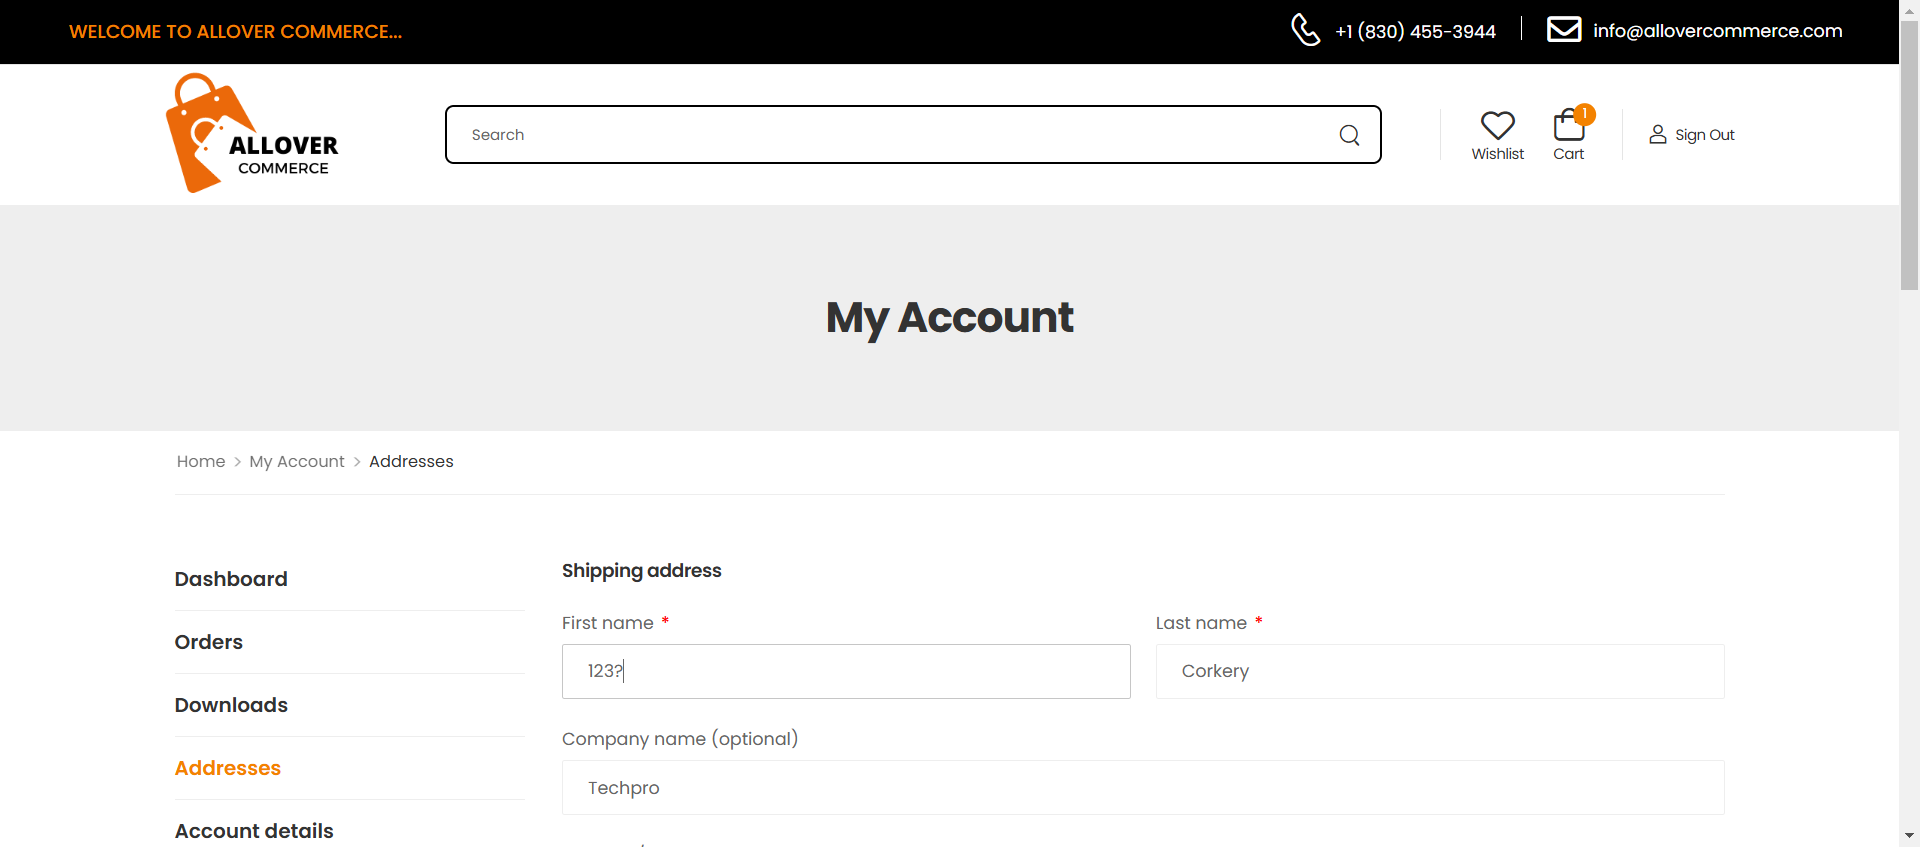 WELCOME TO ALLOVER COMMERCE...
+1 (830) 455-3944
info@allovercommerce.com
ALLOVER
COMMERCE
Search
Wishlist
1
Cart
Sign Out
My Account
Home > My Account > Addresses
Dashboard
Orders
Downloads
Addresses
Account details
Shipping address
First name *
Last name *
123?
Corkery
Company name (optional)
Techpro